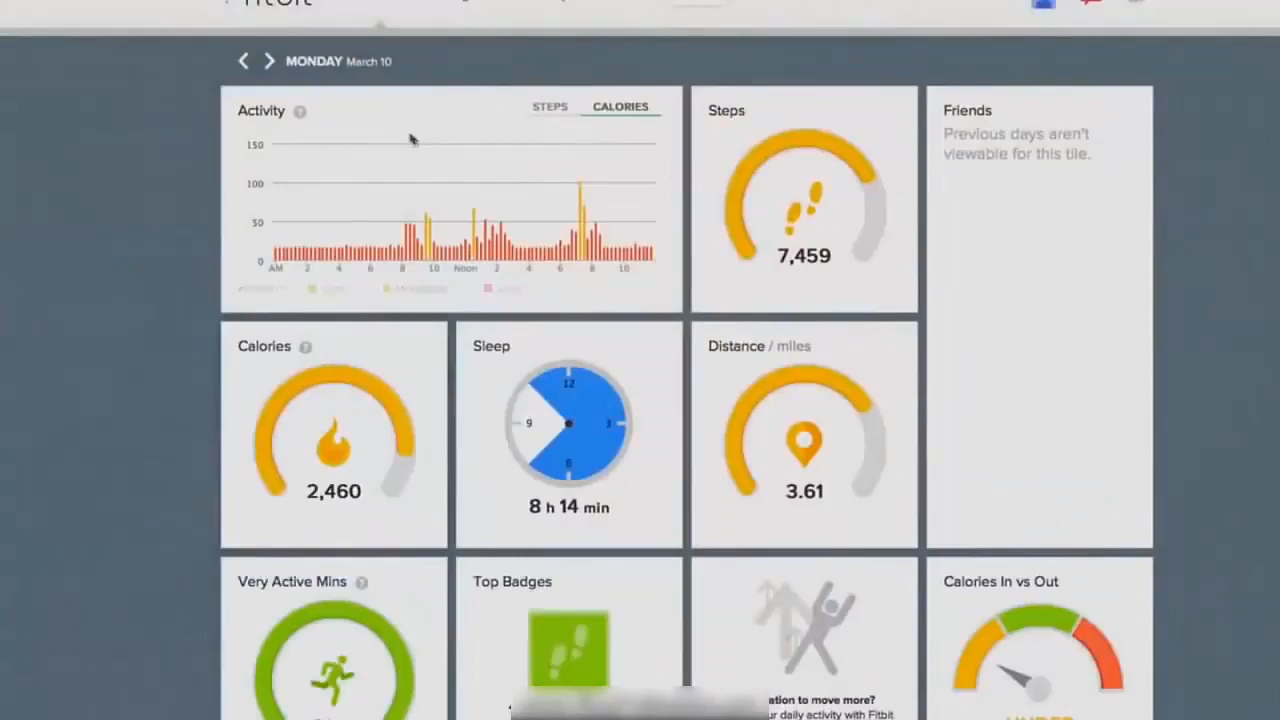 MONDAY March 10
Activity
STEPS
CALORIES
150
100
50
0
AM 2 4 6 8 10 Noon 2 4 6 8 10
Steps
7,459
Friends
Previous days aren't
viewable for this tile.
Calories
2,460
Sleep
12
9
3
6
8 h 14 min
Distance / miles
3.61
Very Active Mins
Top Badges
to move more?
daily activity with Fitbit
Calories In vs Out
UNDER